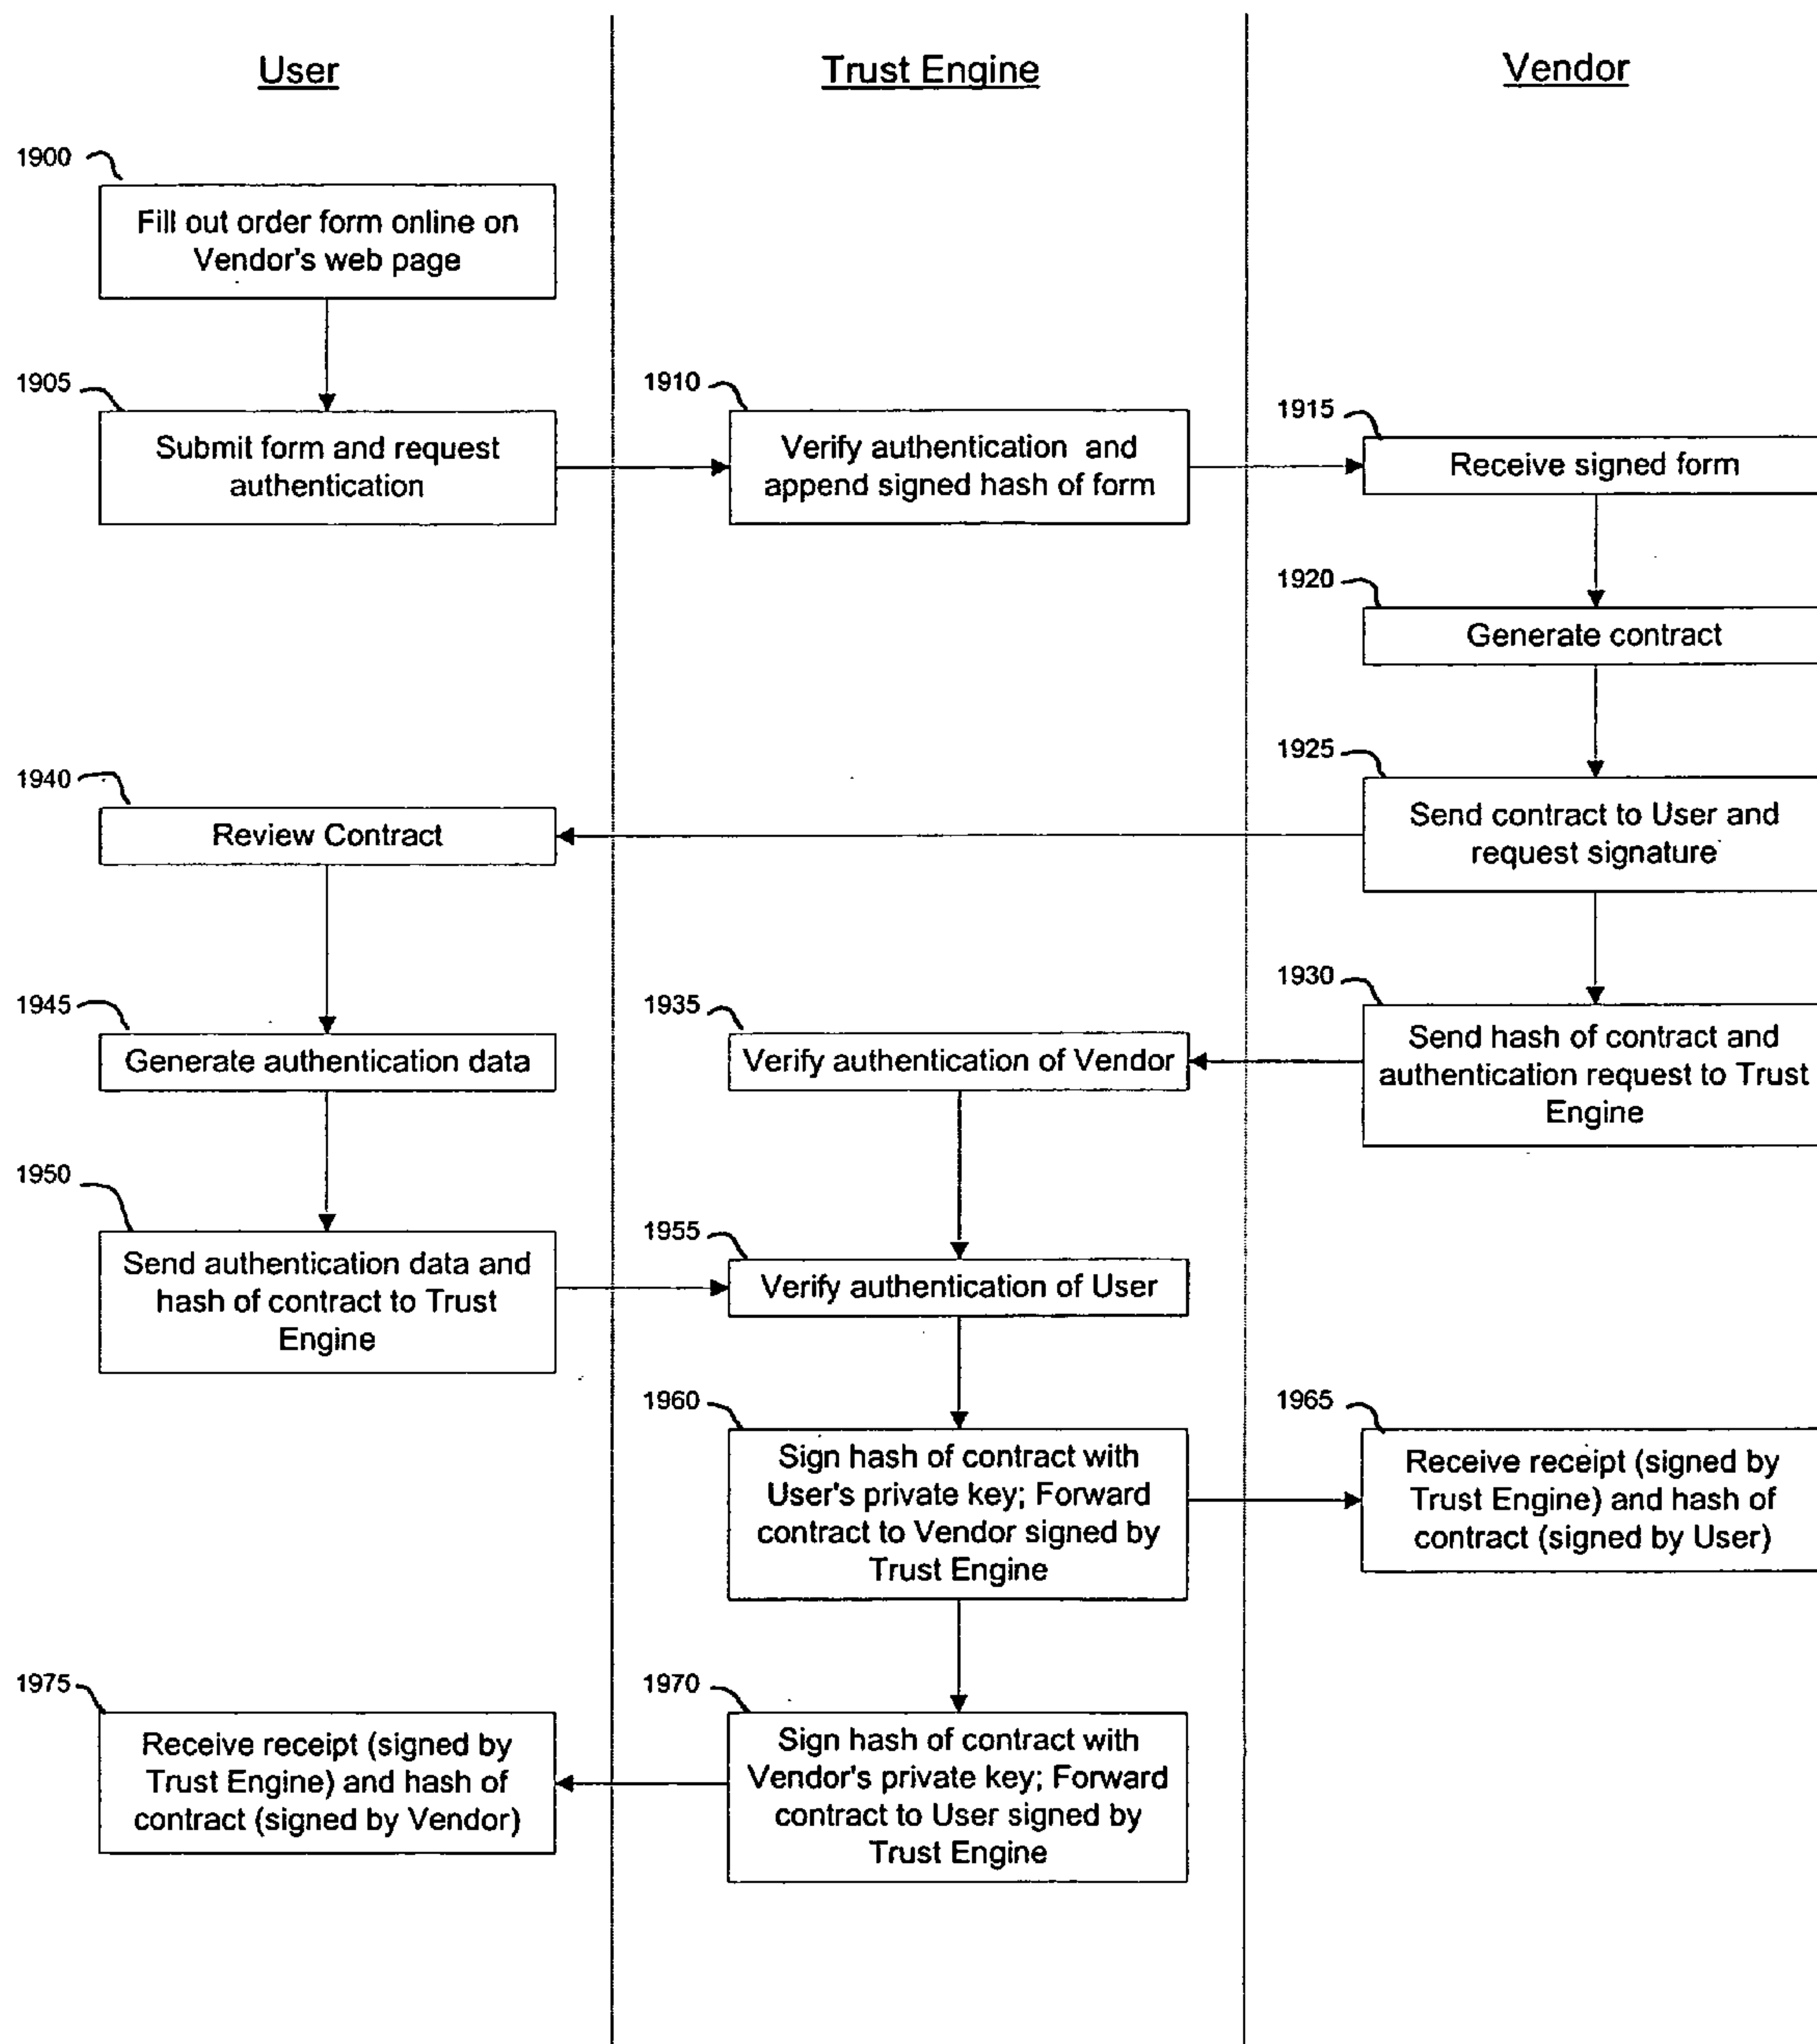 User
Trust Engine
Vendor
1900
Fill out order form online on
Vendor's web page
1905
Submit form and request
authentication
1910
Verify authentication and
append signed hash of form
1915
Receive signed form
1920
Generate contract
1925
Send contract to User and
request signature
1940
Review Contract
1930
Send hash of contract and
authentication request to Trust
Engine
1945
Generate authentication data
1935
Verify authentication of Vendor
1950
Send authentication data and
hash of contract to Trust
Engine
1955
Verify authentication of User
1960
Sign hash of contract with
User's private key; Forward
contract to Vendor signed by
Trust Engine
1965
Receive receipt (signed by
Trust Engine) and hash of
contract (signed by User)
1975
Receive receipt (signed by
Trust Engine) and hash of
contract (signed by Vendor)
1970
Sign hash of contract with
Vendor's private key; Forward
contract to User signed by
Trust Engine